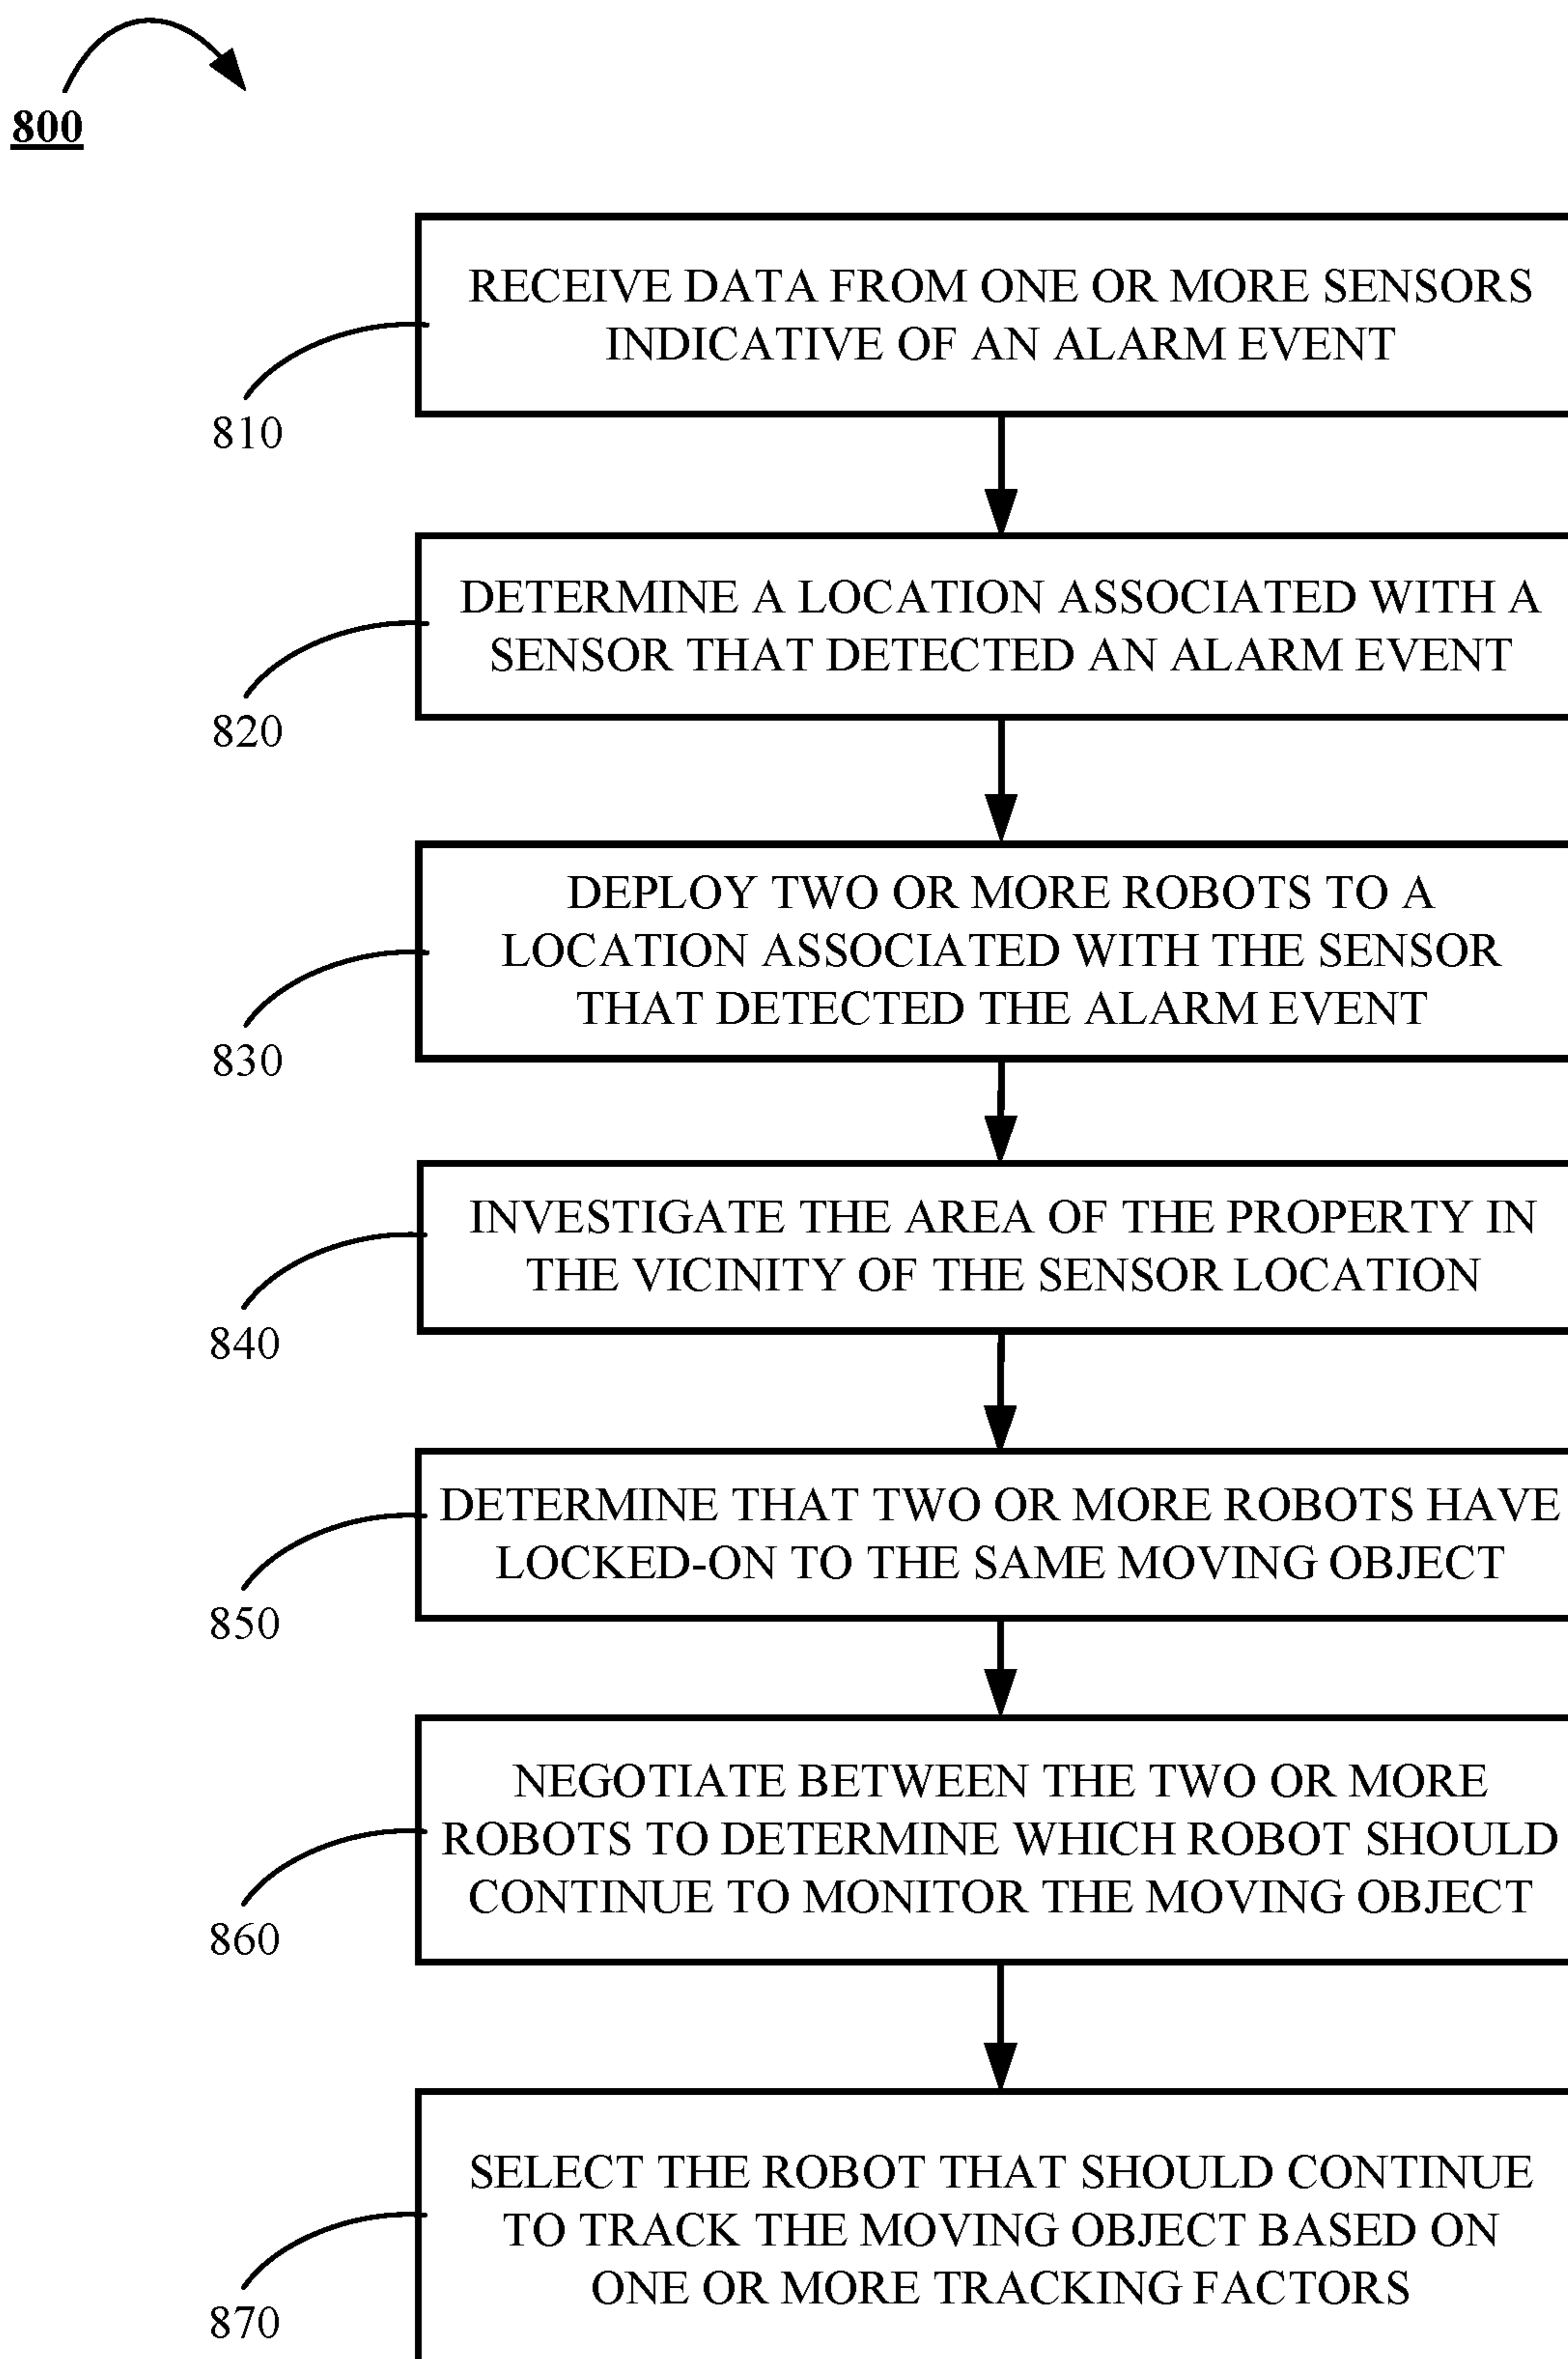 800
RECEIVE DATA FROM ONE OR MORE SENSORS
INDICATIVE OF AN ALARM EVENT
810
DETERMINE A LOCATION ASSOCIATED WITH A
SENSOR THAT DETECTED AN ALARM EVENT
820
DEPLOY TWO OR MORE ROBOTS TO A
LOCATION ASSOCIATED WITH THE SENSOR
THAT DETECTED THE ALARM EVENT
830
INVESTIGATE THE AREA OF THE PROPERTY IN
THE VICINITY OF THE SENSOR LOCATION
840
DETERMINE THAT TWO OR MORE ROBOTS HAVE
LOCKED-ON TO THE SAME MOVING OBJECT
850
NEGOTIATE BETWEEN THE TWO OR MORE
ROBOTS TO DETERMINE WHICH ROBOT SHOULD
CONTINUE TO MONITOR THE MOVING OBJECT
860
SELECT THE ROBOT THAT SHOULD CONTINUE
TO TRACK THE MOVING OBJECT BASED ON
ONE OR MORE TRACKING FACTORS
870